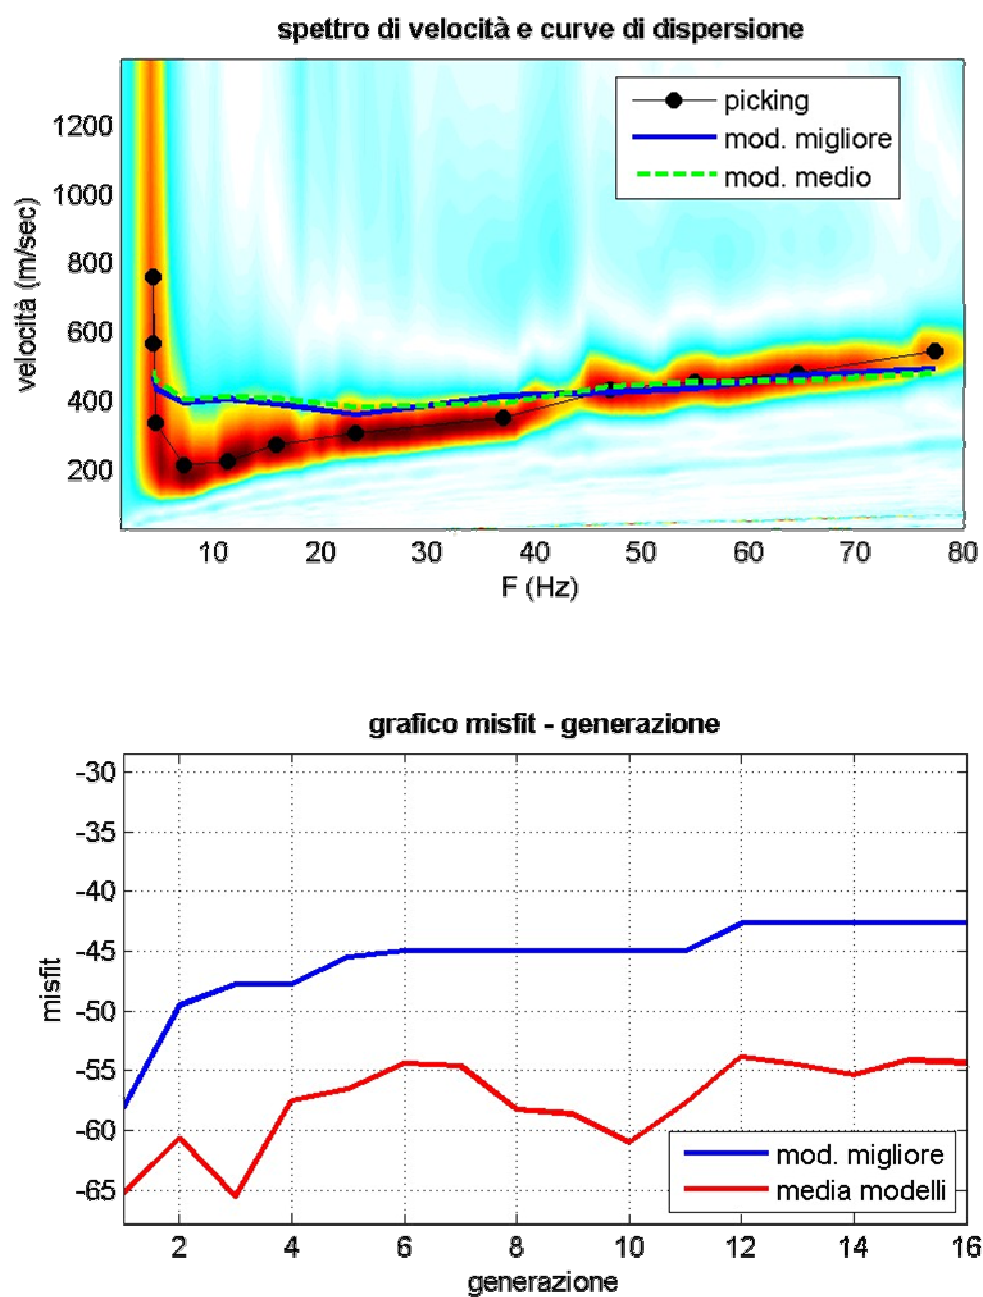 spettro di velocità e curve di dispersione
picking
mod. migliore
mod. medio
velocità (m/sec)
1200
1000
800
600
400
200
10 20 30 40 50 60 70 80
F (Hz)
grafico misfit - generazione
misfit
-30
-35
-40
-45
-50
-55
-60
-65
mod. migliore
media modelli
2 4 6 8 10 12 14 16
generazione